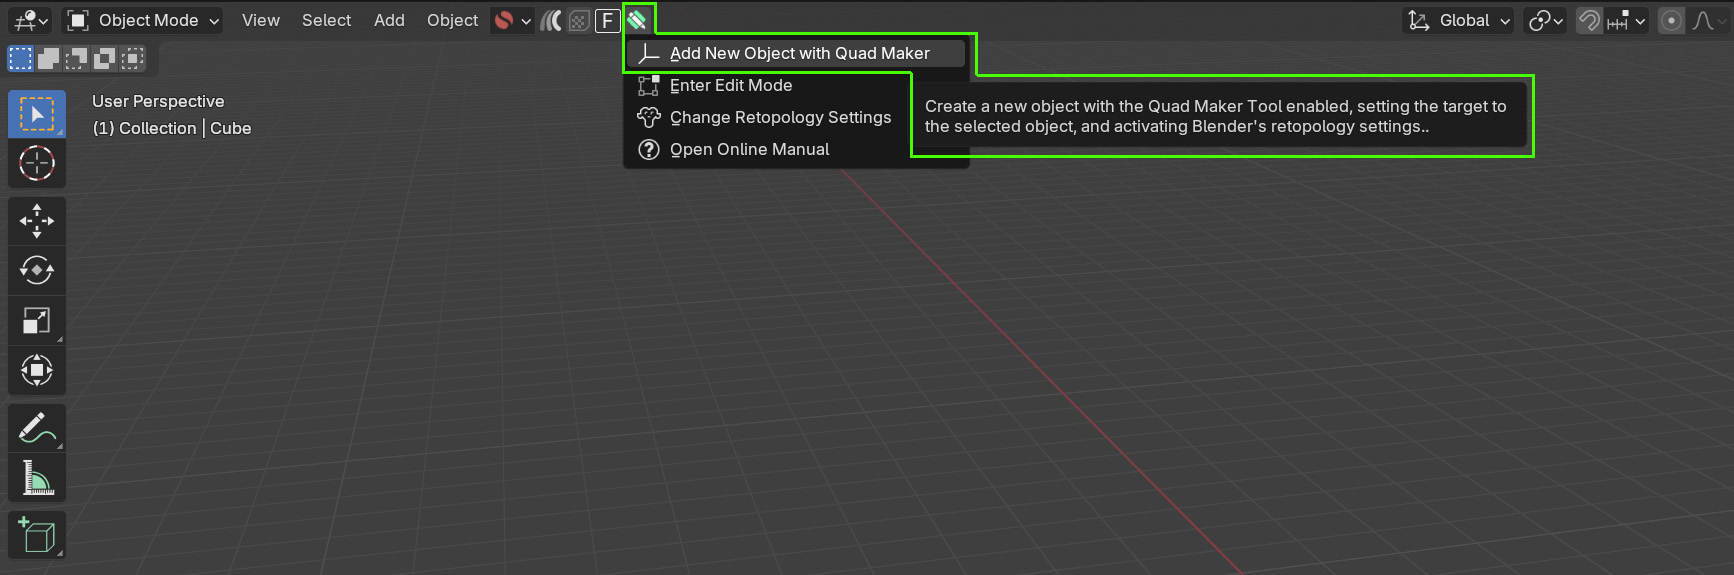 Object Mode View Select Add Object F Global
Add New Object with Quad Maker
Enter Edit Mode
Change Retopology Settings
Open Online Manual
Create a new object with the Quad Maker Tool enabled, setting the target to
the selected object, and activating Blender's retopology settings..
User Perspective
(1) Collection | Cube